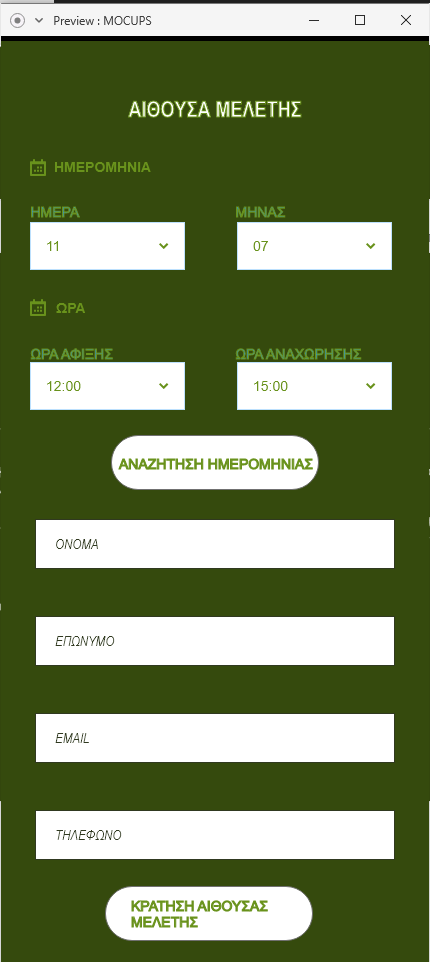 Preview : MOCUPS
ΑΙΘΟΥΣΑ ΜΕΛΕΤΗΣ
ΗΜΕΡΟΜΗΝΙΑ
ΗΜΕΡΑ ΜΗΝΑΣ
11 07
ΩΡΑ
ΩΡΑ ΑΦΙΞΗΣ ΩΡΑ ΑΝΑΧΩΡΗΣΗΣ
12:00 15:00
ΑΝΑΖΗΤΗΣΗ ΗΜΕΡΟΜΗΝΙΑΣ
ΟΝΟΜΑ
ΕΠΩΝΥΜΟ
EMAIL
ΤΗΛΕΦΩΝΟ
ΚΡΑΤΗΣΗ ΑΙΘΟΥΣΑΣ
ΜΕΛΕΤΗΣ